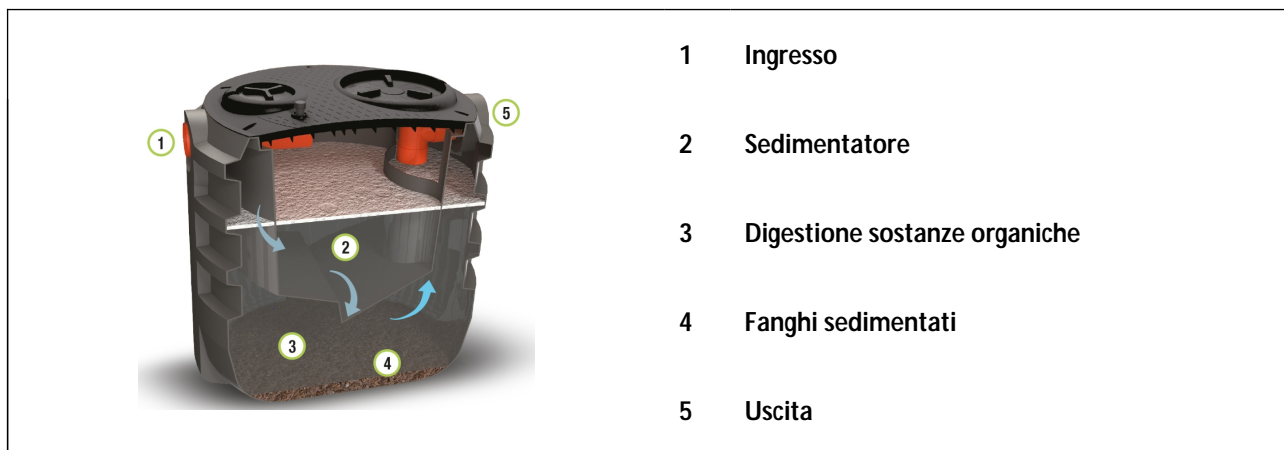 1 Ingresso
2 Sedimentatore
3 Digestione sostanze organiche
4 Fanghi sedimentati
5 Uscita
1
5
2
3
4